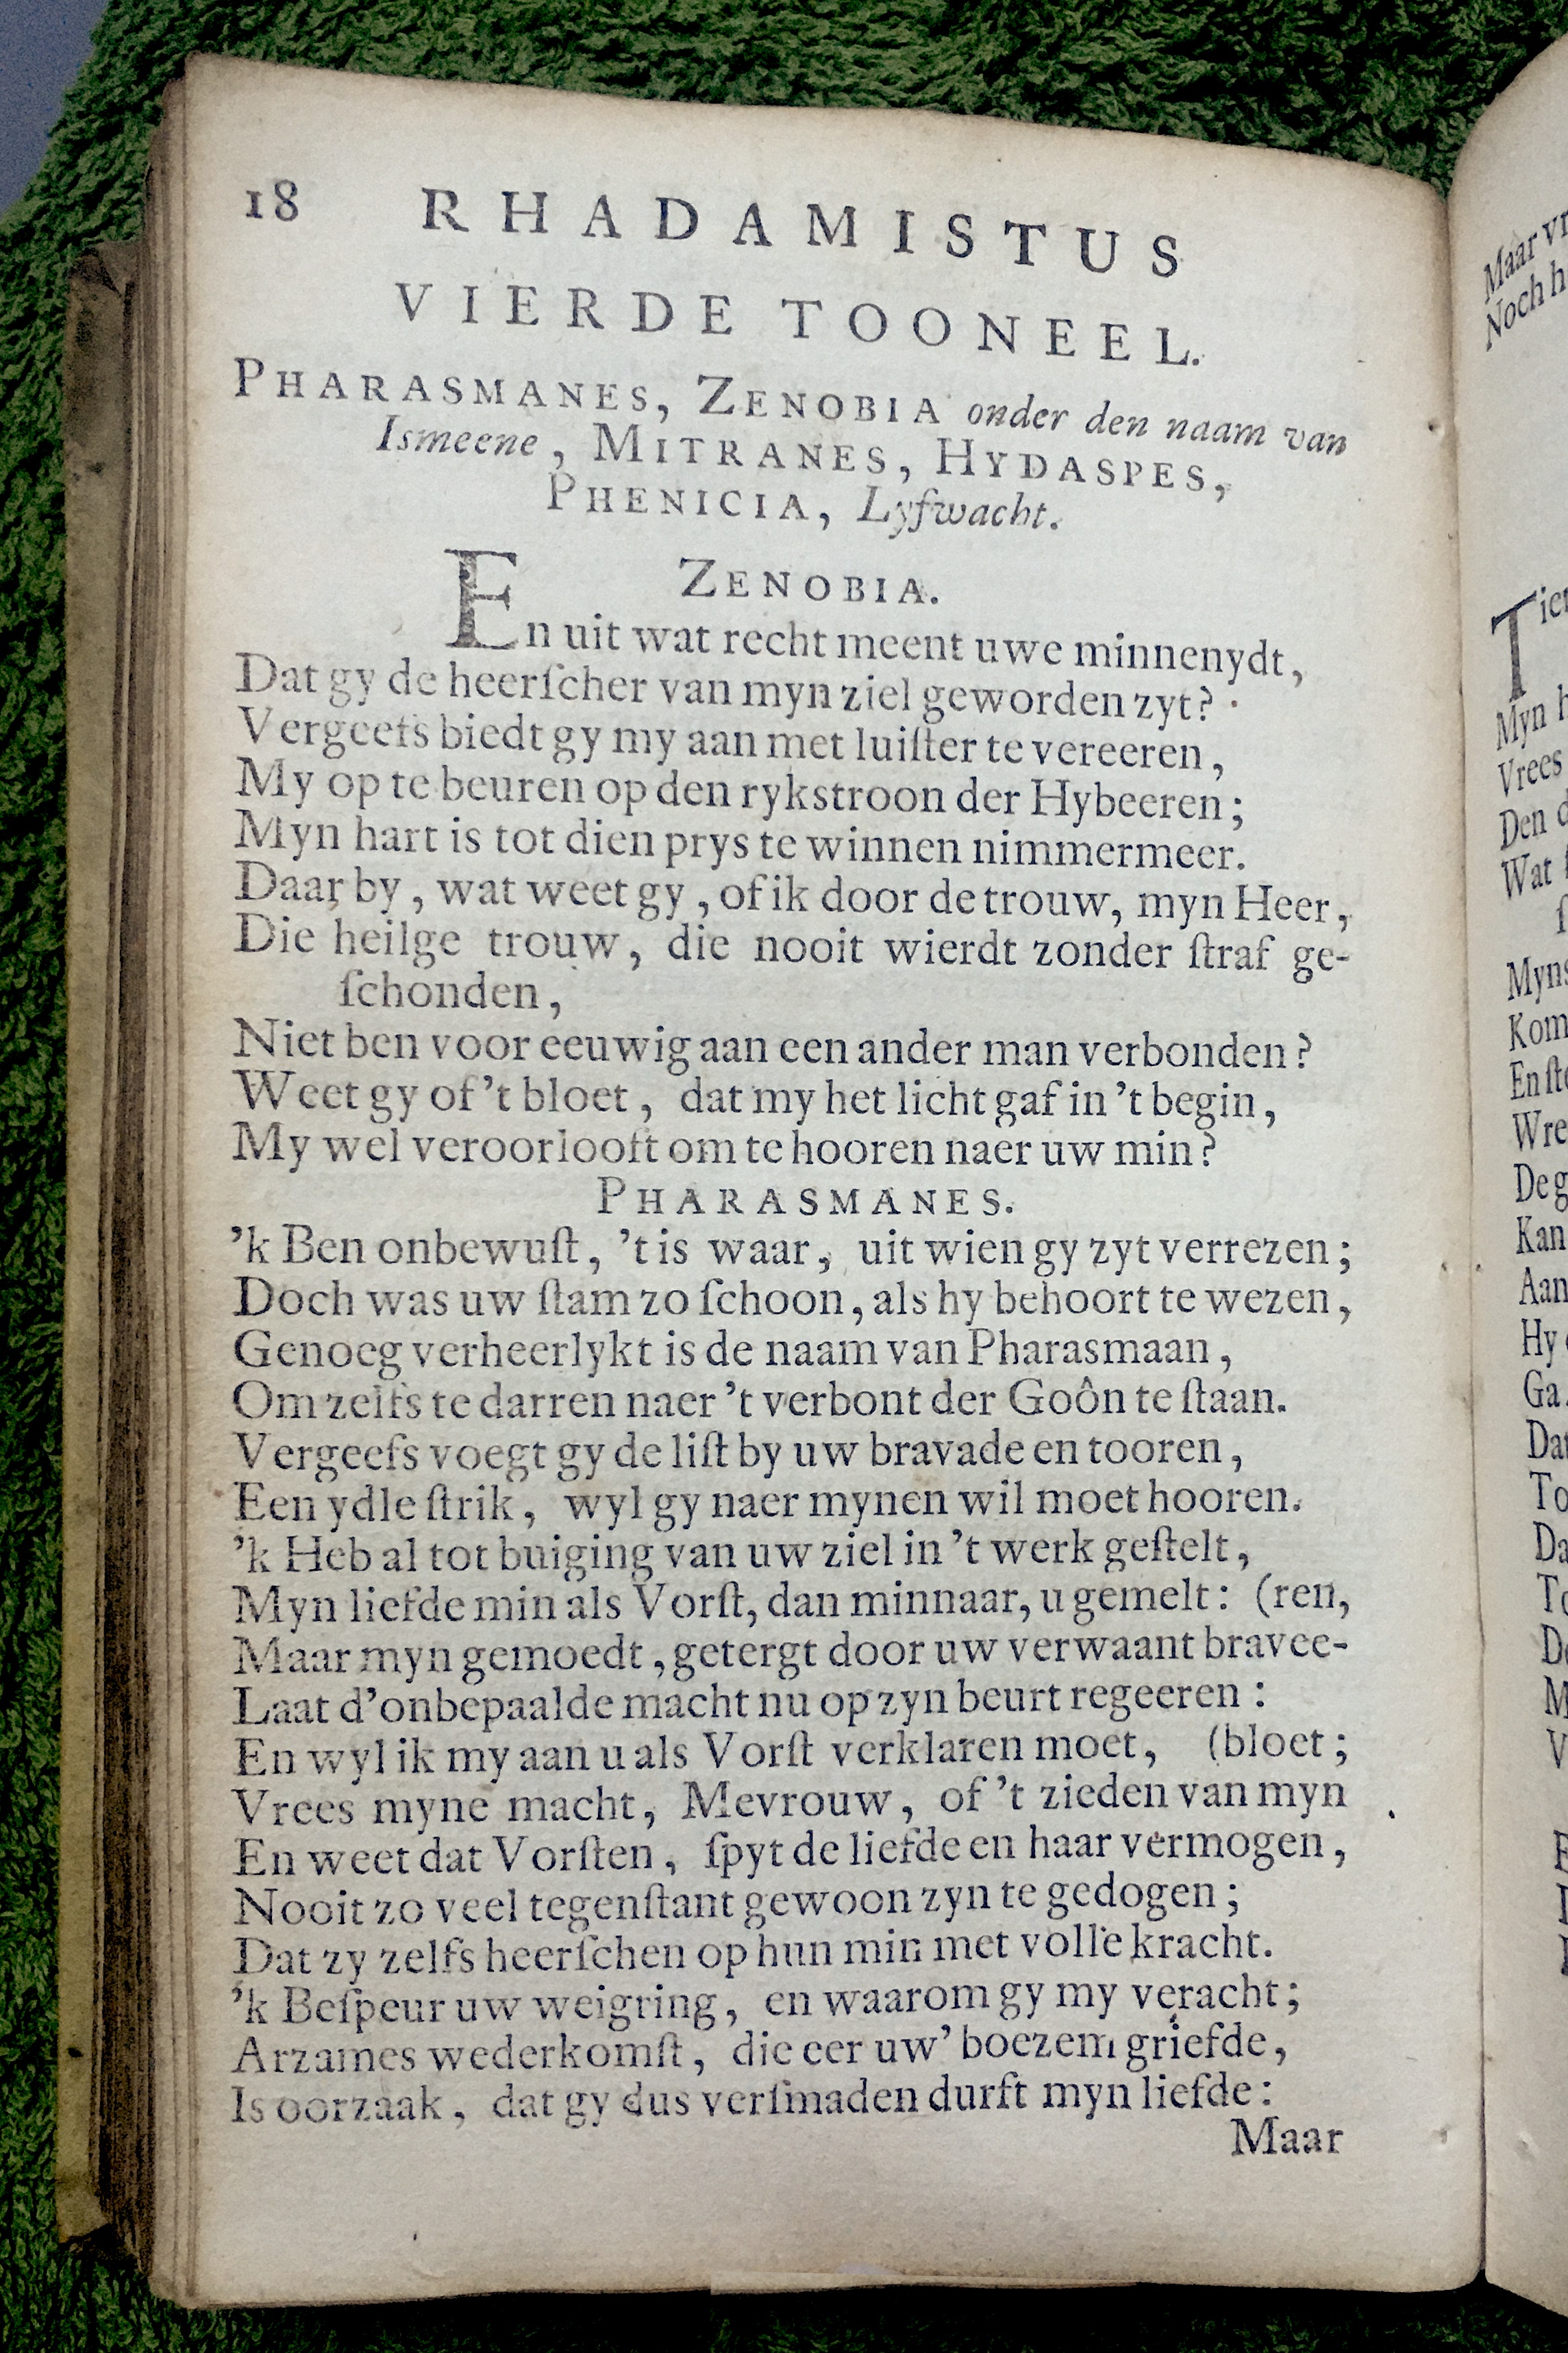 18 RHADAMISTUS
VIERDE TOONEEL.
PHARASMANES, ZENOBIA onder den naam van
Ismeene, MITRANES, HYDASPES,
PHENICIA, Lyfwacht.
ZENOBIA.
En uit wat recht meent uwe minnenydt,
Dat gy de heerſcher van myn ziel geworden zyt?
Vergeefs biedt gy my aan met luiſter te vereeren,
My op te beuren op den rykstroon der Hybeeren;
Myn hart is tot dien prys te winnen nimmermeer.
Daar by, wat weet gy, of ik door de trouw, myn Heer,
Die heilge trouw, die nooit wierdt zonder ſtraf ge-
ſchonden,
Niet ben voor eeuwig aan een ander man verbonden?
Weet gy of 't bloet, dat my het licht gaf in 't begin,
My wel veroorlooft om te hooren naer uw min?
PHARASMANES.
'k Ben onbewuſt, 't is waar, uit wien gy zyt verrezen;
Doch was uw ſtam zo ſchoon, als hy behoort te wezen,
Genoeg verheerlykt is de naam van Pharasmaan,
Om zelfs te darren naer 't verbont der Goôn te ſtaan.
Vergeefs voegt gy de liſt by uw bravade en tooren,
Een ydle ſtrik, wyl gy naer mynen wil moet hooren.
'k Heb al tot buiging van uw ziel in 't werk geſtelt,
Myn liefde min als Vorſt, dan minnaar, u gemelt: (ren,
Maar myn gemoedt, getergt door uw verwaant bravee-
Laat d'onbepaalde macht nu op zyn beurt regeeren:
En wyl ik my aan u als Vorſt verklaren moet, (bloet;
Vrees myne macht, Mevrouw, of 't zieden van myn
En weet dat Vorſten, ſpyt de liefde en haar vermogen,
Nooit zo veel tegenſtant gewoon zyn te gedogen;
Dat zy zelfs heerſchen op hun min met volle kracht.
'k Beſpeur uw weigring, en waarom gy my veracht;
Arzames wederkomſt, die eer uw' boezem griefde,
Is oorzaak, dat gy dus verſmaden durft myn liefde:
Maar